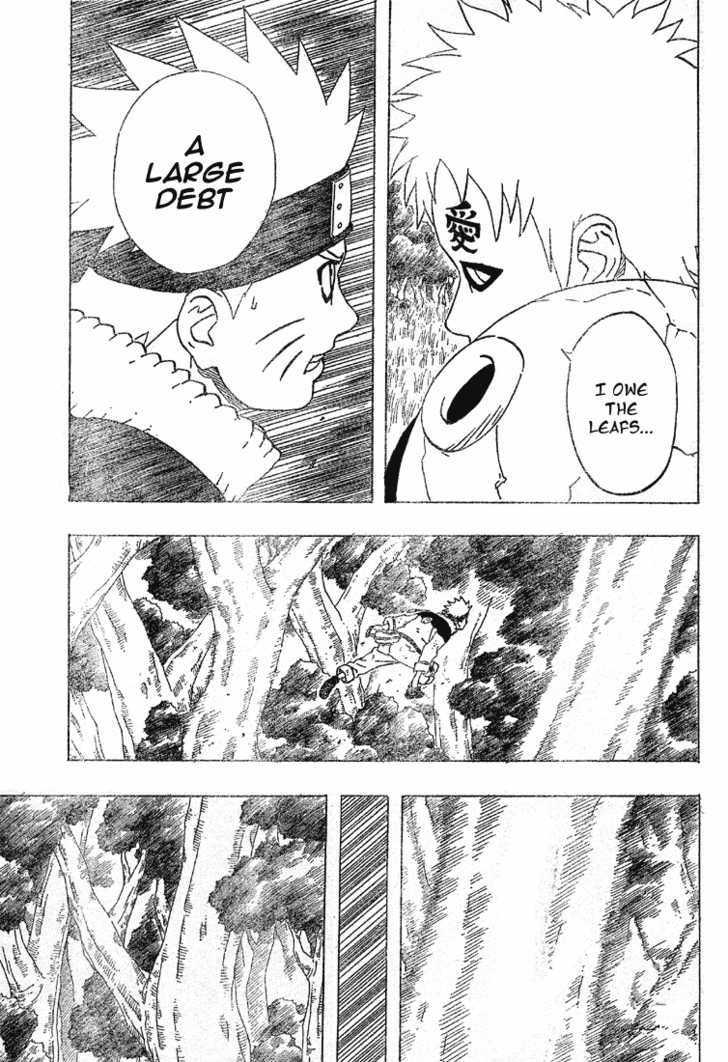 愛
I OWE
THE
LEAFS...
A
LARGE
DEBT